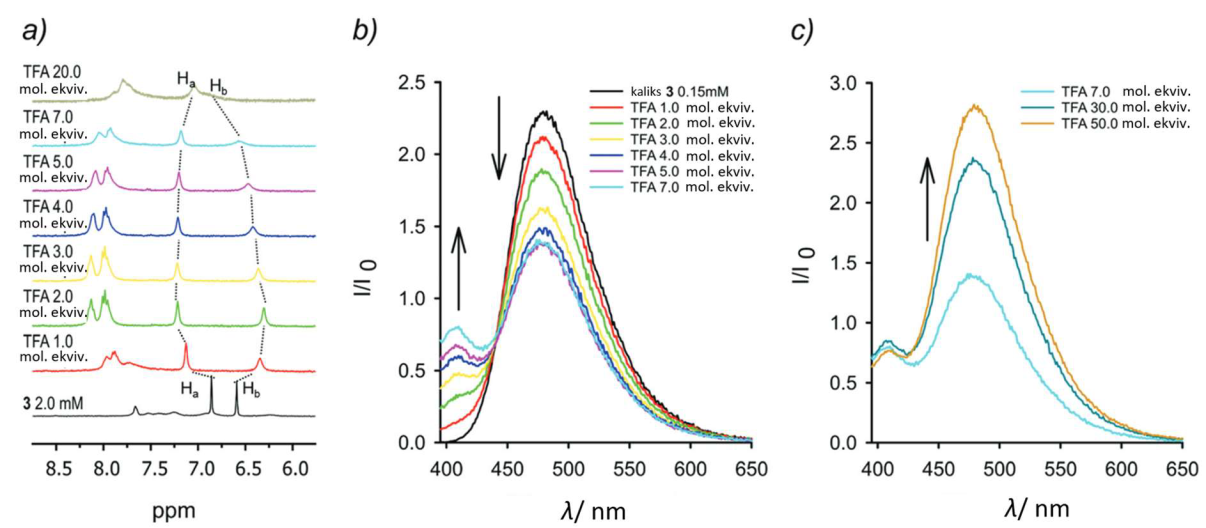 a)
TFA 20.0
mol. ekviv.
Ha
Hb
TFA 7.0
mol. ekviv.
TFA 5.0
mol. ekviv.
TFA 4.0
mol. ekviv.
TFA 3.0
mol. ekviv.
TFA 2.0
mol. ekviv.
TFA 1.0
mol. ekviv.
Ha
Hb
3 2.0 mM
8.5 8.0 7.5 7.0 6.5 6.0
ppm
b)
2.5
2.0
1.5
1.0
0.5
0.0
I/I 0
kaliks 3 0.15mM
TFA 1.0 mol. ekviv.
TFA 2.0 mol. ekviv.
TFA 3.0 mol. ekviv.
TFA 4.0 mol. ekviv.
TFA 5.0 mol. ekviv.
TFA 7.0 mol. ekviv.
400 450 500 550 600 650
λ/ nm
c)
3.0
2.5
2.0
1.5
1.0
0.5
0.0
I/I 0
TFA 7.0 mol. ekviv.
TFA 30.0 mol. ekviv.
TFA 50.0 mol. ekviv.
400 450 500 550 600 650
λ/ nm